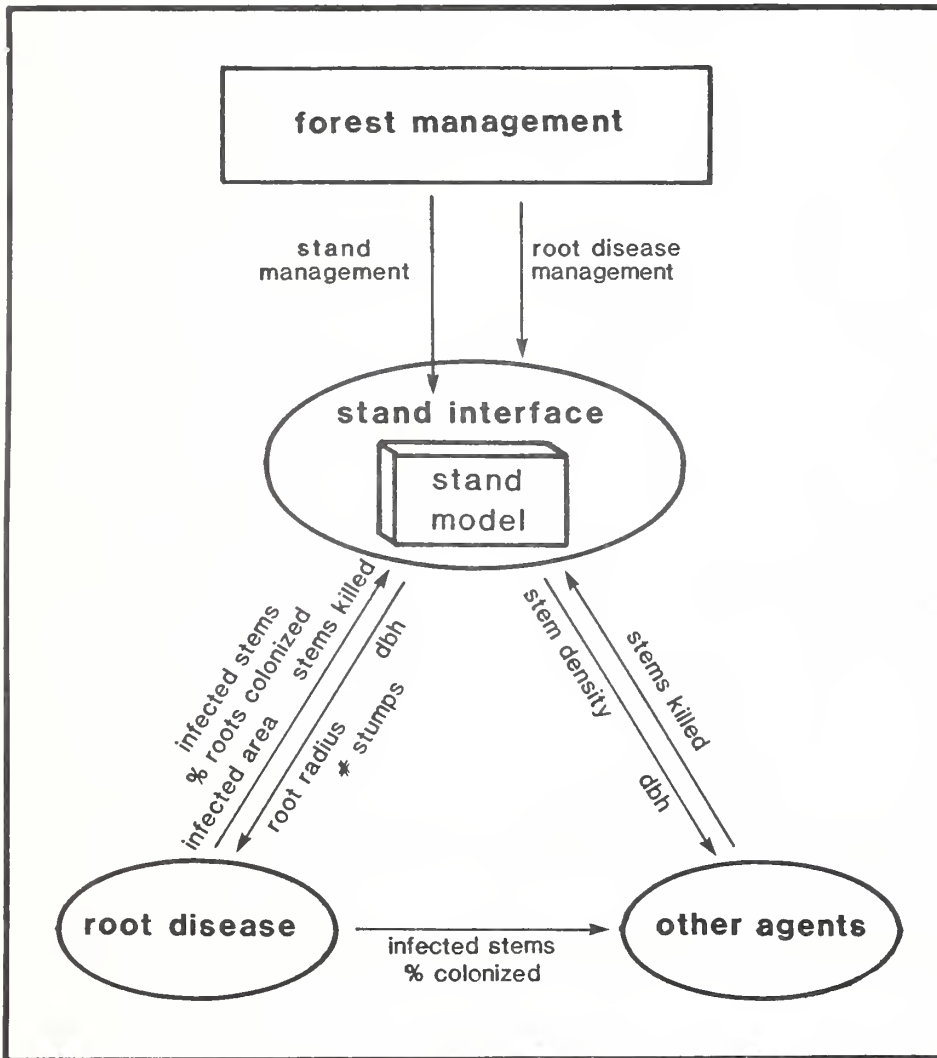 forest management
stand
management
root disease
management
stand interface
stand
model
infected stems
% roots colonized
infected area
stems killed
dbh
root radius
# stumps
stem density
dbh
stems killed
root disease
infected stems
% colonized
other agents